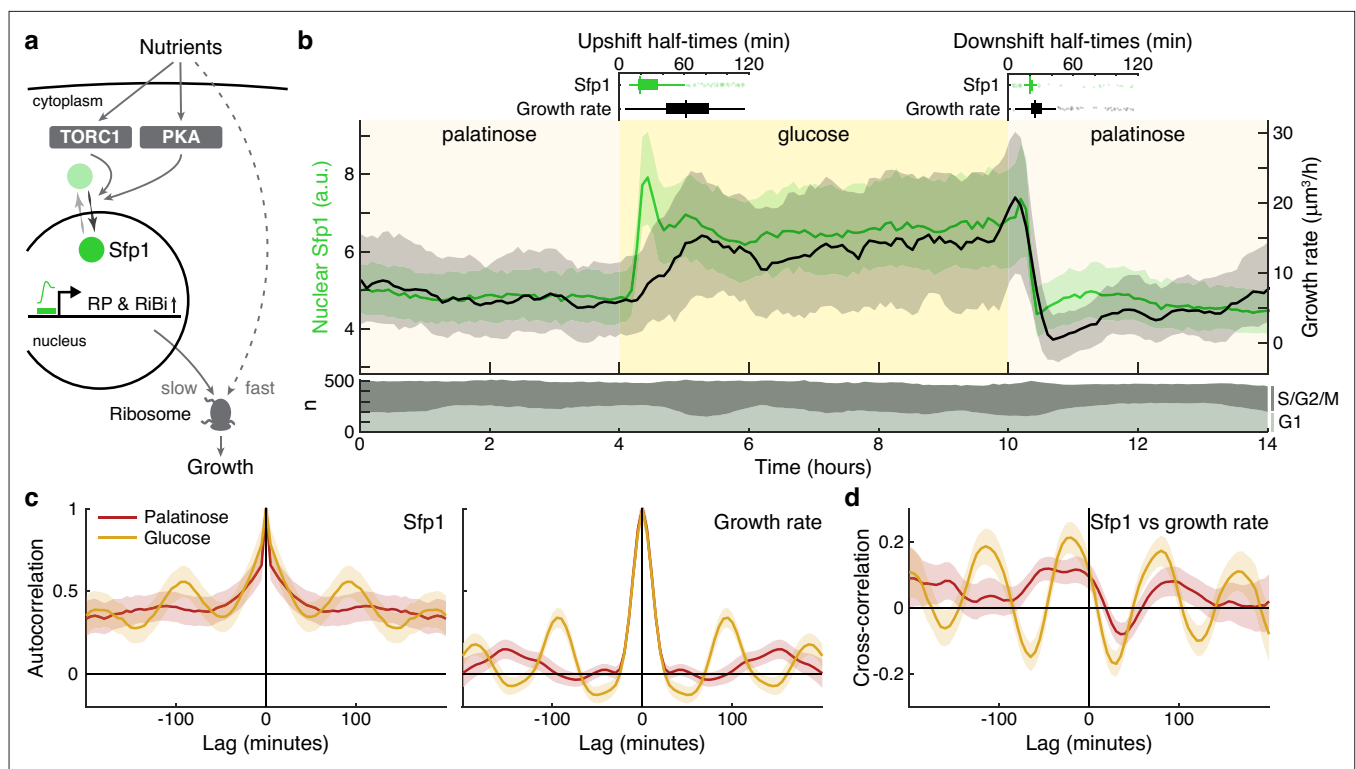 a
Nutrients
cytoplasm
TORC1
PKA
Sfp1
RP & RiBi↑
nucleus
slow
fast
Ribosome
Growth
b
Upshift half-times (min)
0 60 120
Sfp1
Growth rate
Downshift half-times (min)
0 60 120
Sfp1
Growth rate
palatinose
glucose
palatinose
Nuclear Sfp1 (a.u.)
8
6
4
30
20
10
0
Growth rate (µm³/h)
n
500
0
S/G2/M
G1
0 2 4 6 8 10 12 14
Time (hours)
c
Autocorrelation
1
0.5
0
Palatinose
Glucose
Sfp1
-100 0 100
Lag (minutes)
Growth rate
-100 0 100
Lag (minutes)
d
Sfp1 vs growth rate
Cross-correlation
0.2
0
-0.2
-100 0 100
Lag (minutes)